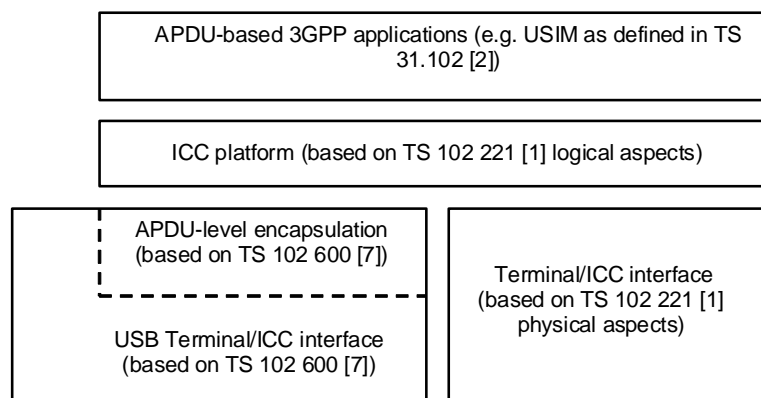 APDU-based 3GPP applications (e.g. USIM as defined in TS
31.102 [2])
ICC platform (based on TS 102 221 [1] logical aspects)
APDU-level encapsulation
(based on TS 102 600 [7])
USB Terminal/ICC interface
(based on TS 102 600 [7])
Terminal/ICC interface
(based on TS 102 221 [1]
physical aspects)